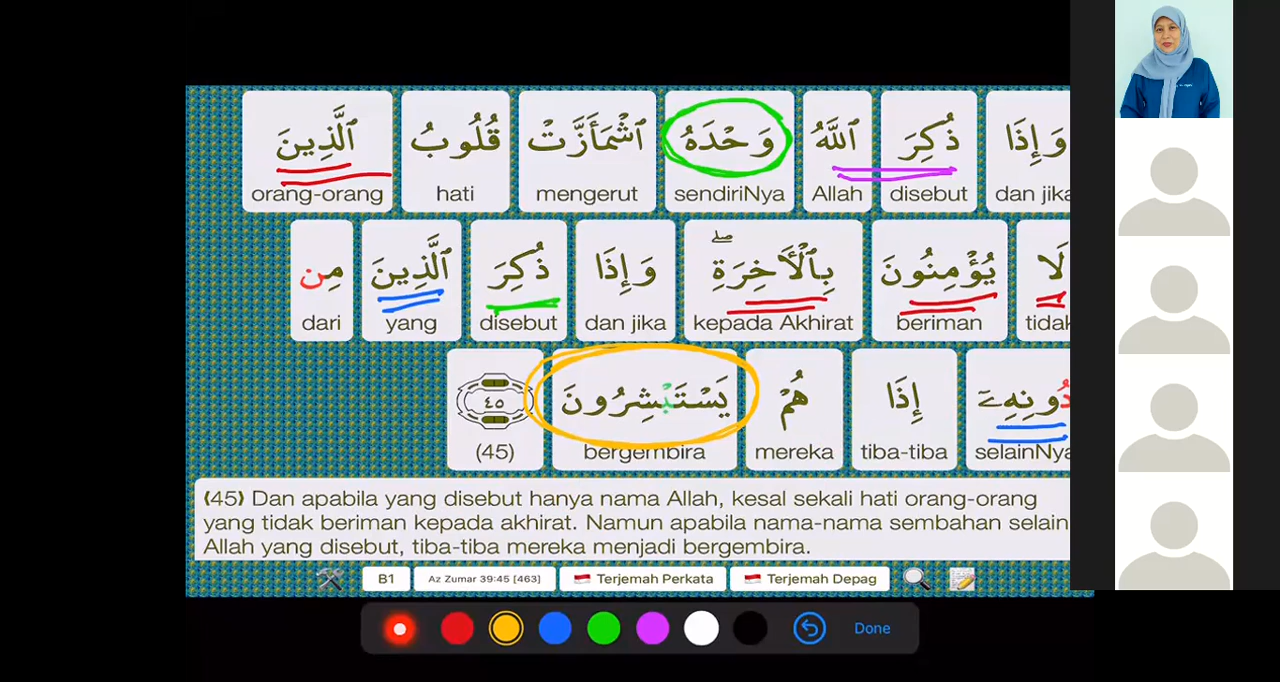 وَإِذَا ذُكِرَ ٱللَّهُ وَحْدَهُ ٱشْمَأَزَّتْ قُلُوبُ ٱلَّذِينَ
dan jika disebut Allah sendiriNya mengerut hati orang-orang
لَا يُؤْمِنُونَ بِٱلْأَخِرَةِ ۖ وَإِذَا ذُكِرَ ٱلَّذِينَ مِن
tidak beriman kepada Akhirat dan jika disebut yang dari
دُونِهِۦٓ إِذَا هُمْ يَسْتَبْشِرُونَ ٤٥
selainNya tiba-tiba mereka bergembira (45)
(45) Dan apabila yang disebut hanya nama Allah, kesal sekali hati orang-orang
yang tidak beriman kepada akhirat. Namun apabila nama-nama sembahan selain
Allah yang disebut, tiba-tiba mereka menjadi bergembira.
B1 Az Zumar 39:45 [463] Terjemah Perkata Terjemah Depag
Done